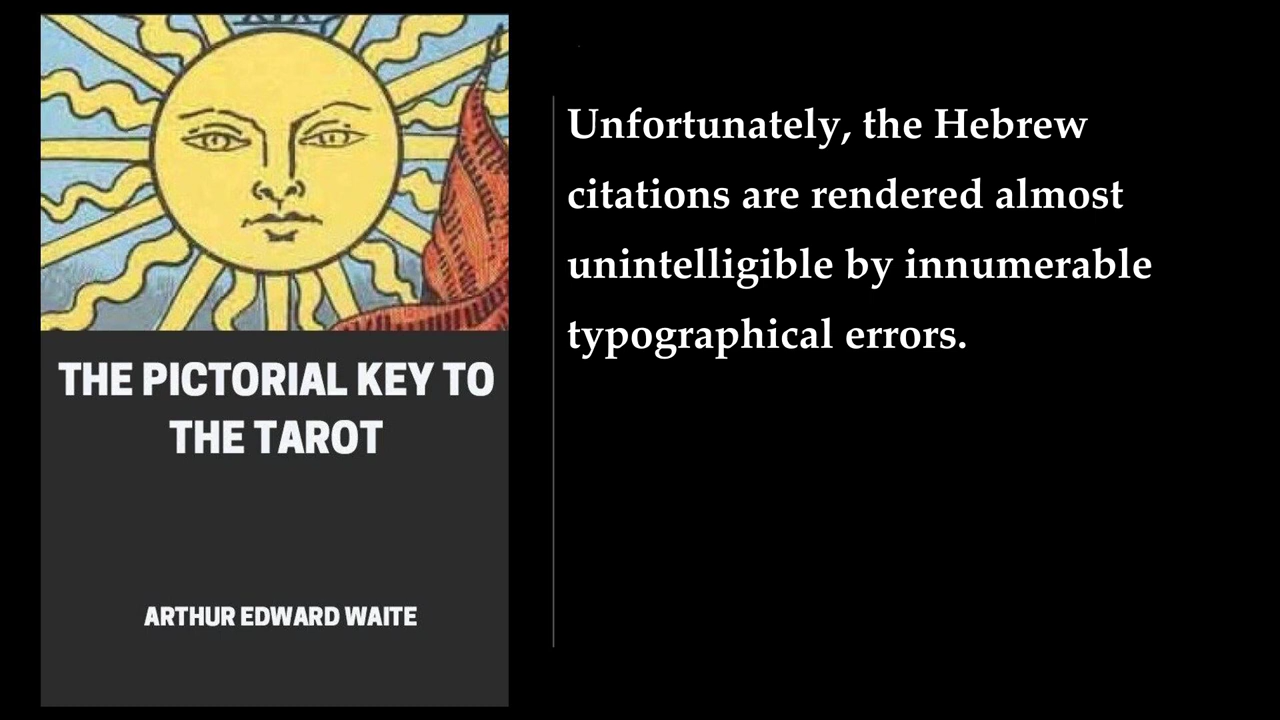 XIX
THE PICTORIAL KEY TO
THE TAROT
ARTHUR EDWARD WAITE
Unfortunately, the Hebrew
citations are rendered almost
unintelligible by innumerable
typographical errors.